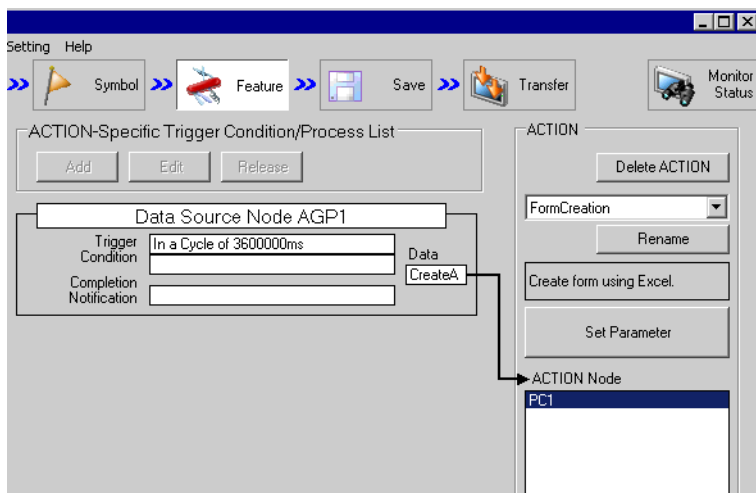 Setting Help
Symbol
Feature
Save
Transfer
Monitor
Status
ACTION-Specific Trigger Condition/Process List
Add Edit Release
Data Source Node AGP1
Trigger
Condition
In a Cycle of 3600000ms
Data
CreateA
Completion
Notification
ACTION
Delete ACTION
FormCreation
Rename
Create form using Excel.
Set Parameter
ACTION Node
PC1